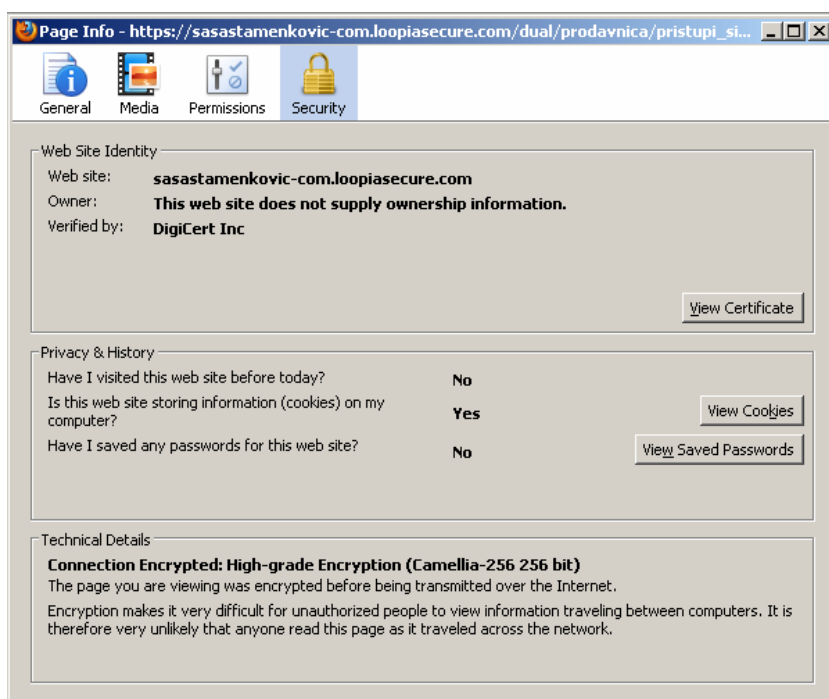 Page Info - https://sasastamenkovic-com.loopiasecure.com/dual/prodavnica/pristupi_si...
General Media Permissions Security
Web Site Identity
Web site: sasastamenkovic-com.loopiasecure.com
Owner: This web site does not supply ownership information.
Verified by: DigiCert Inc
View Certificate
Privacy & History
Have I visited this web site before today? No
Is this web site storing information (cookies) on my
computer? Yes View Cookies
Have I saved any passwords for this web site? No View Saved Passwords
Technical Details
Connection Encrypted: High-grade Encryption (Camellia-256 256 bit)
The page you are viewing was encrypted before being transmitted over the Internet.
Encryption makes it very difficult for unauthorized people to view information traveling between computers. It is
therefore very unlikely that anyone read this page as it traveled across the network.